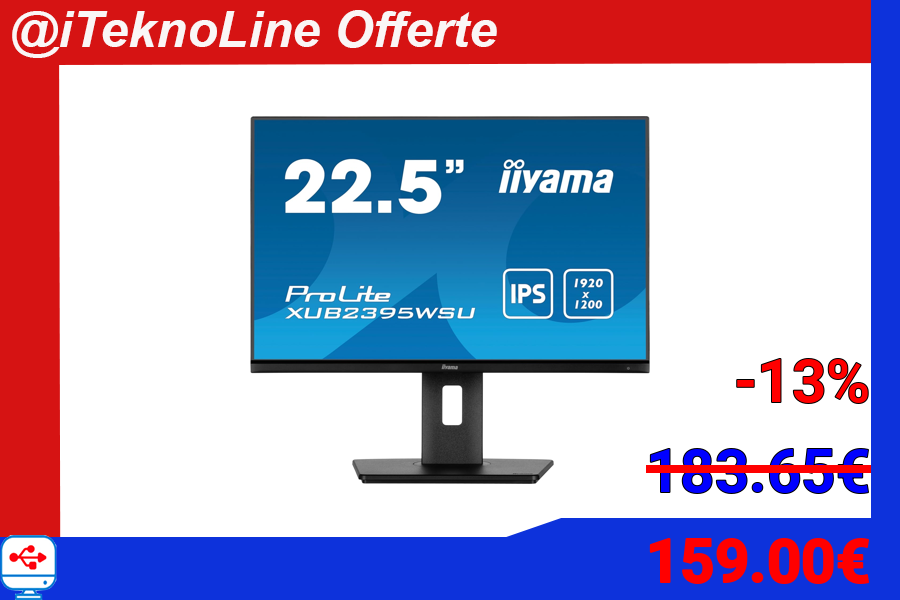 @iTeknoLine Offerte
22.5”
iiyama
ProLite
XUB2395WSU
IPS
1920
x
1200
iiyama
-13%
183.65€
159.00€